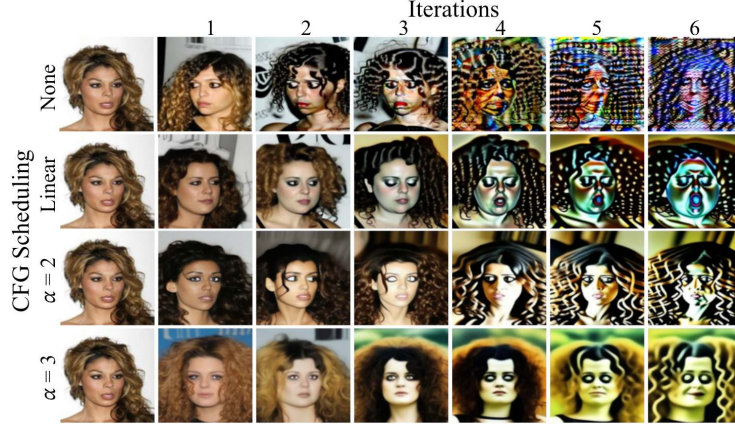 Iterations
1 2 3 4 5 6
CFG Scheduling
None
Linear
α = 2
α = 3